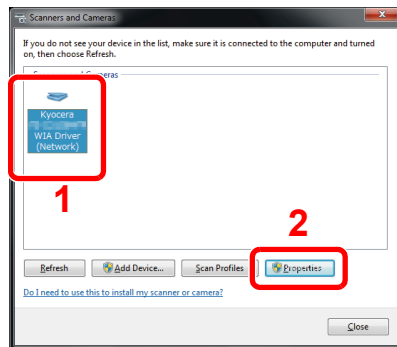 Scanners and Cameras
If you do not see your device in the list, make sure it is connected to the computer and turned
on, then choose Refresh.
Cameras
Kyocera
WIA Driver
(Network)
1
2
Refresh
Add Device...
Scan Profiles
Properties
Do I need to use this to install my scanner or camera?
Close